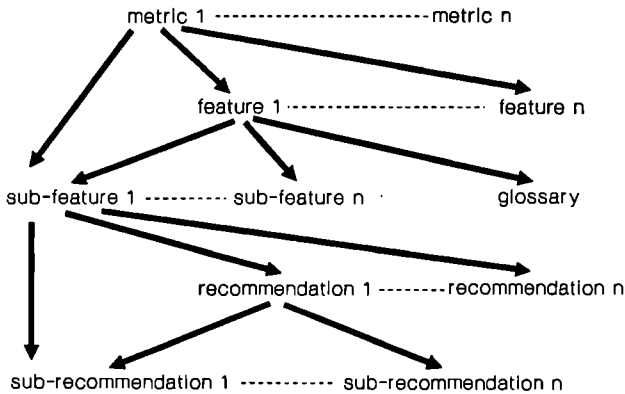 metric 1 ---------------------- metric n
feature 1 -------------------- feature n
sub-feature 1 --------- sub-feature n glossary
recommendation 1 ------- recommendation n
sub-recommendation 1 ---------- sub-recommendation n